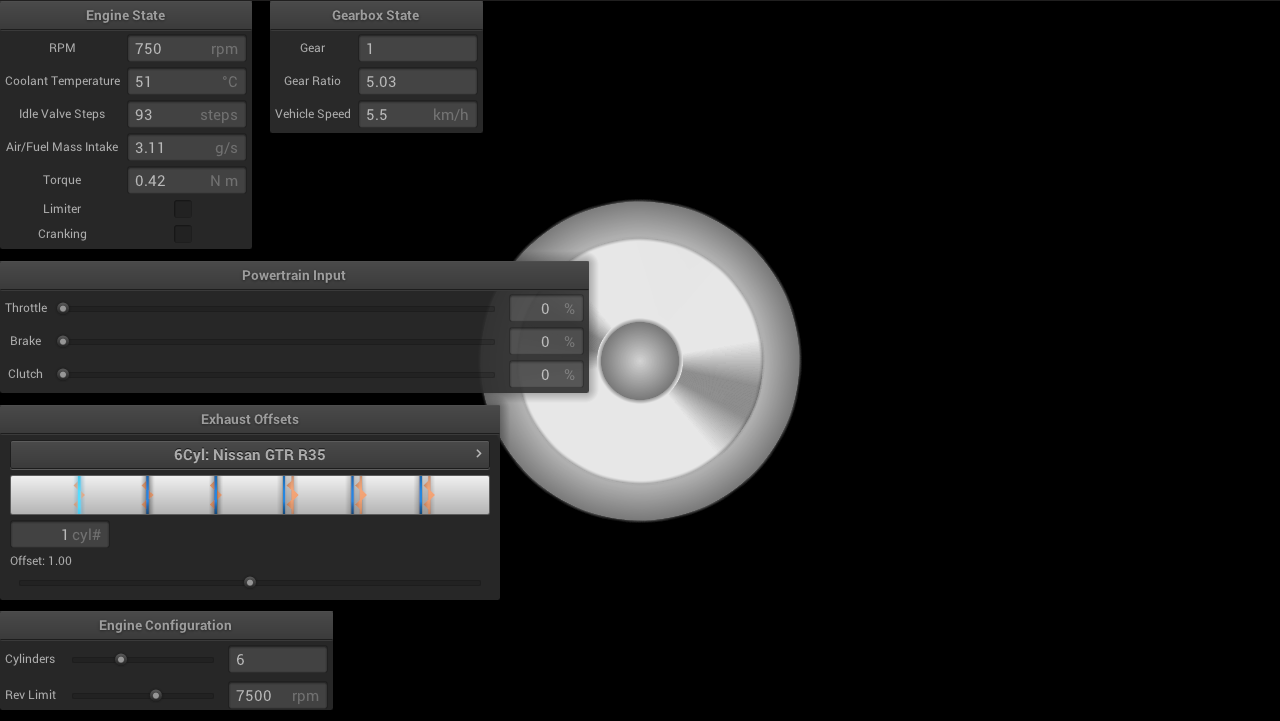 Engine State
RPM 750 rpm
Coolant Temperature 51 °C
Idle Valve Steps 93 steps
Air/Fuel Mass Intake 3.11 g/s
Torque 0.42 N m
Limiter
Cranking
Gearbox State
Gear 1
Gear Ratio 5.03
Vehicle Speed 5.5 km/h
Powertrain Input
Throttle 0 %
Brake 0 %
Clutch 0 %
Exhaust Offsets
6Cyl: Nissan GTR R35
1 cyl#
Offset: 1.00
Engine Configuration
Cylinders 6
Rev Limit 7500 rpm